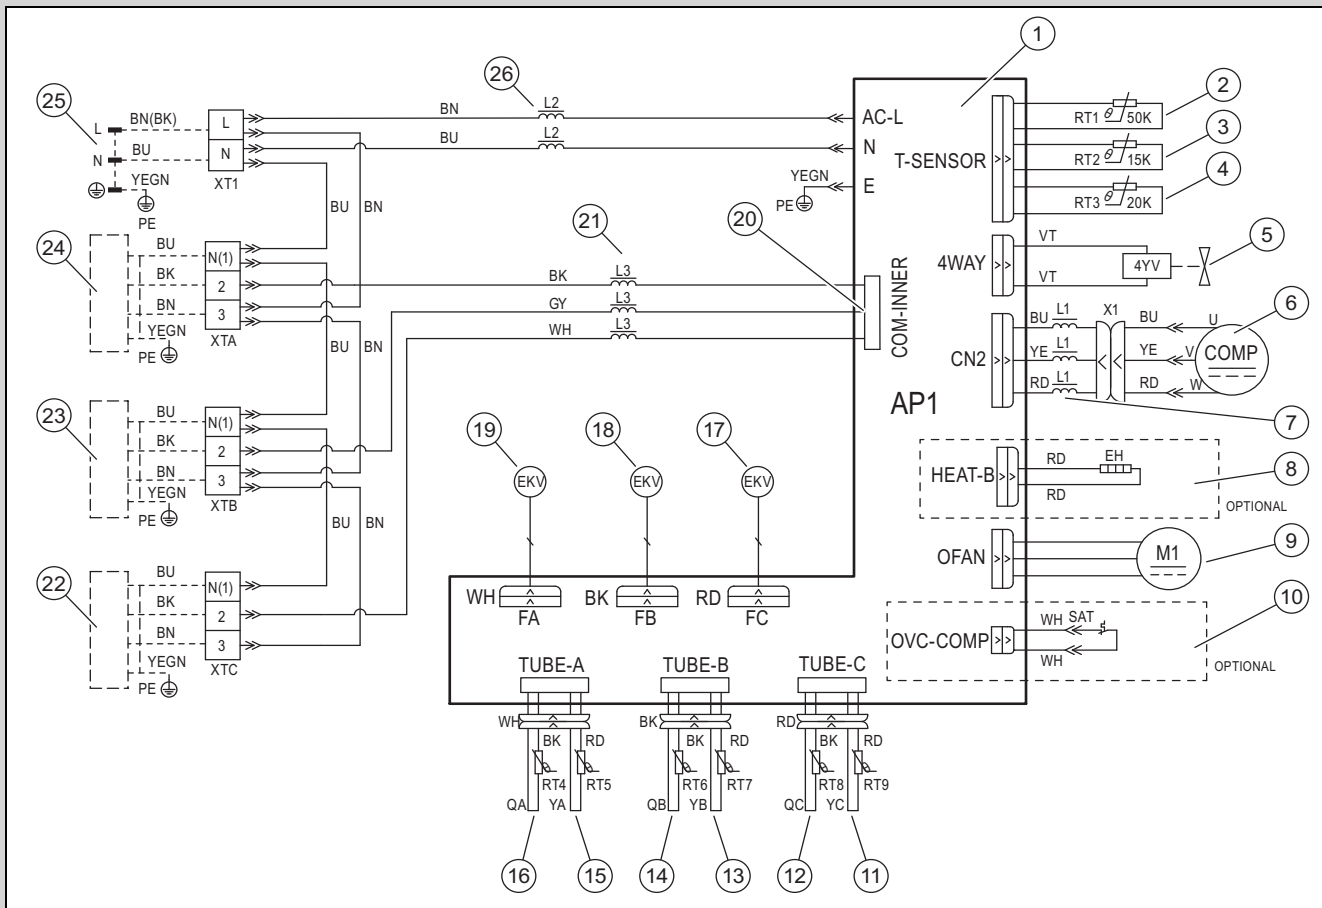 1
26
2
25
BN(BK)
L
L
BN
L2
AC-L
RT1 θ 50K
3
N
BU
N
BU
L2
N
T-SENSOR
RT2 θ 15K
YEGN
XT1
YEGN
E
4
PE
PE
RT3 θ 20K
BU
BN
24
21
20
5
BU
N(1)
VT
4WAY
4YV
BK
2
BK
L3
VT
BN
3
GY
L3
YEGN
XTA
WH
L3
COM-INNER
PE
BU
BN
6
BU
L1
X1
BU
U
CN2
YE
L1
YE
V
COMP
RD
L1
RD
W
AP1
7
23
BU
N(1)
BK
2
BN
3
YEGN
XTB
PE
BU
BN
19
18
17
EKV
EKV
EKV
HEAT-B
RD
EH
RD
8
OPTIONAL
OFAN
M1
9
22
BU
N(1)
BK
2
BN
3
YEGN
XTC
PE
WH
FA
BK
FB
RD
FC
10
OVC-COMP
WH
SAT
WH
OPTIONAL
TUBE-A
TUBE-B
TUBE-C
WH
BK
RD
BK
RD
BK
RD
BK
RD
RT4
RT5
RT6
RT7
RT8
RT9
QA
YA
QB
YB
QC
YC
16
15
14
13
12
11